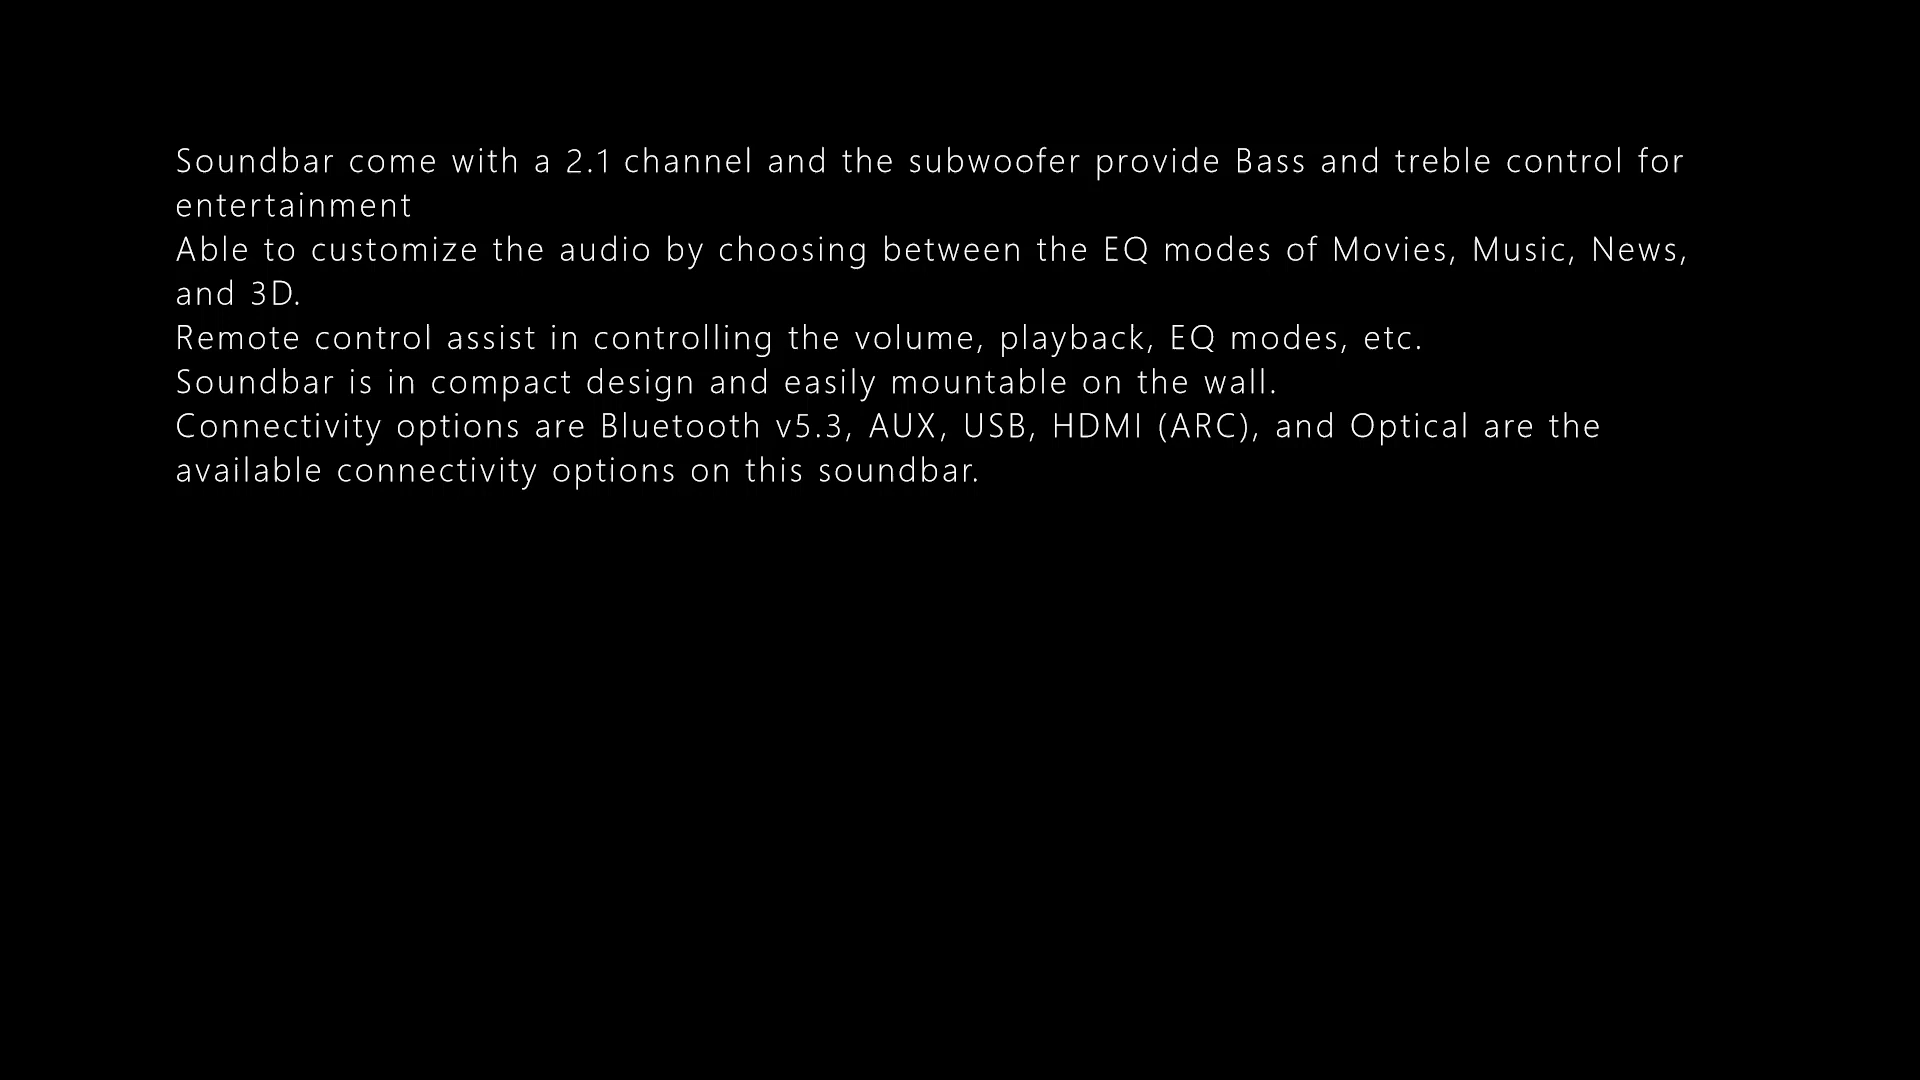 Soundbar come with a 2.1 channel and the subwoofer provide Bass and treble control for
entertainment
Able to customize the audio by choosing between the EQ modes of Movies, Music, News,
and 3D.
Remote control assist in controlling the volume, playback, EQ modes, etc.
Soundbar is in compact design and easily mountable on the wall.
Connectivity options are Bluetooth v5.3, AUX, USB, HDMI (ARC), and Optical are the
available connectivity options on this soundbar.